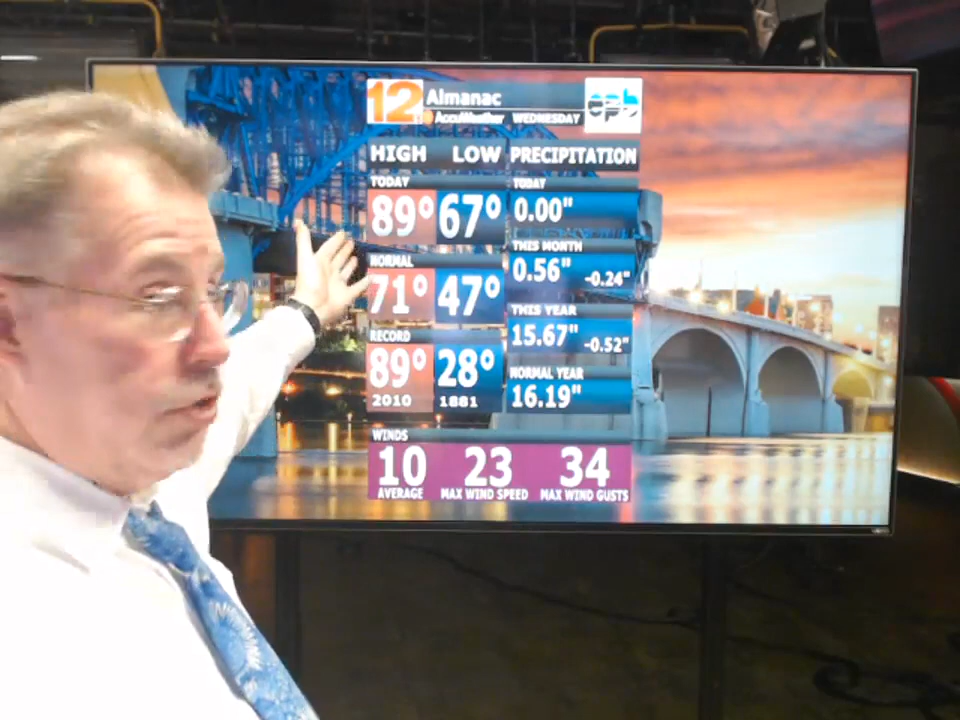 12 Almanac epb
AccuWeather WEDNESDAY
HIGH LOW PRECIPITATION
TODAY
89° 67°
TODAY
0.00"
THIS MONTH
0.56" -0.24"
NORMAL
71° 47°
THIS YEAR
15.67" -0.52"
RECORD
89° 28°
2010 1881
NORMAL YEAR
16.19"
WINDS
10 23 34
AVERAGE MAX WIND SPEED MAX WIND GUSTS